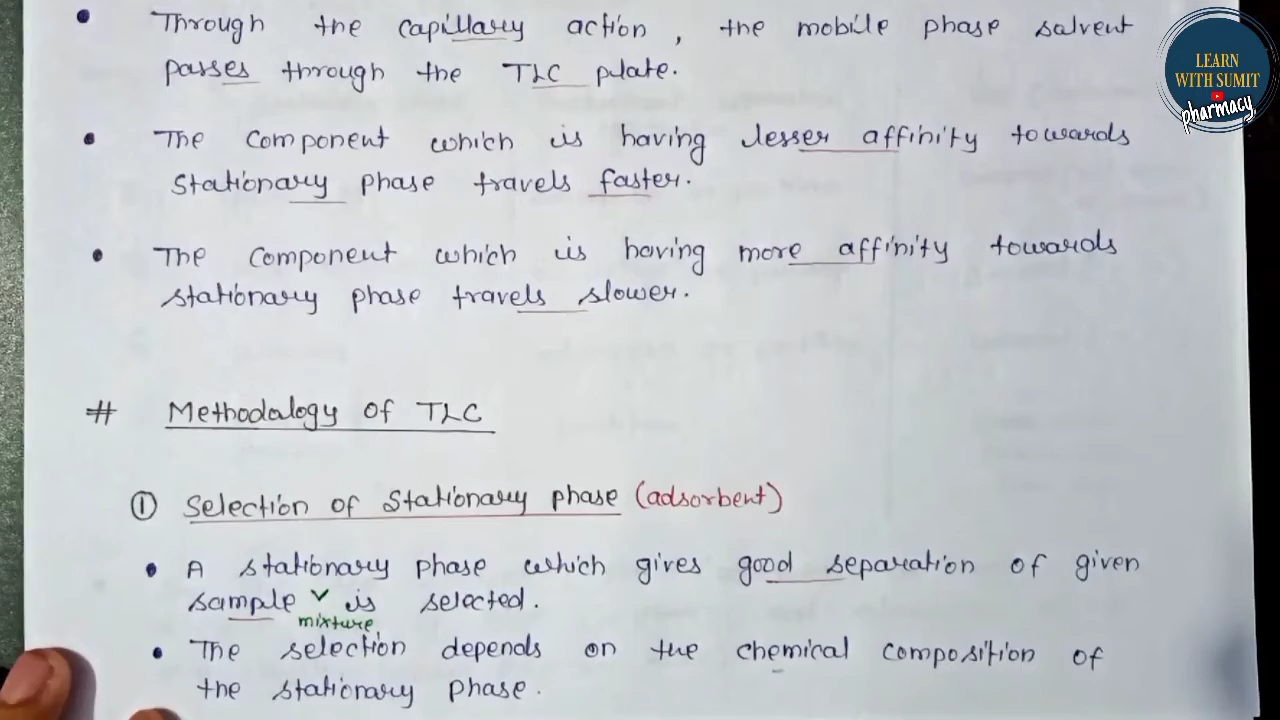 • Through the capillary action, the mobile phase solvent
passes through the TLC plate.
• The component which is having lesser affinity towards
stationary phase travels faster.
• The component which is having more affinity towards
stationary phase travels slower.
# Methodology of TLC
① Selection of Stationary phase (adsorbent)
• A stationary phase which gives good separation of given
sample ˅ is selected.
mixture
• The selection depends on the chemical composition of
the stationary phase.
LEARN
WITH SUMIT
pharmacy